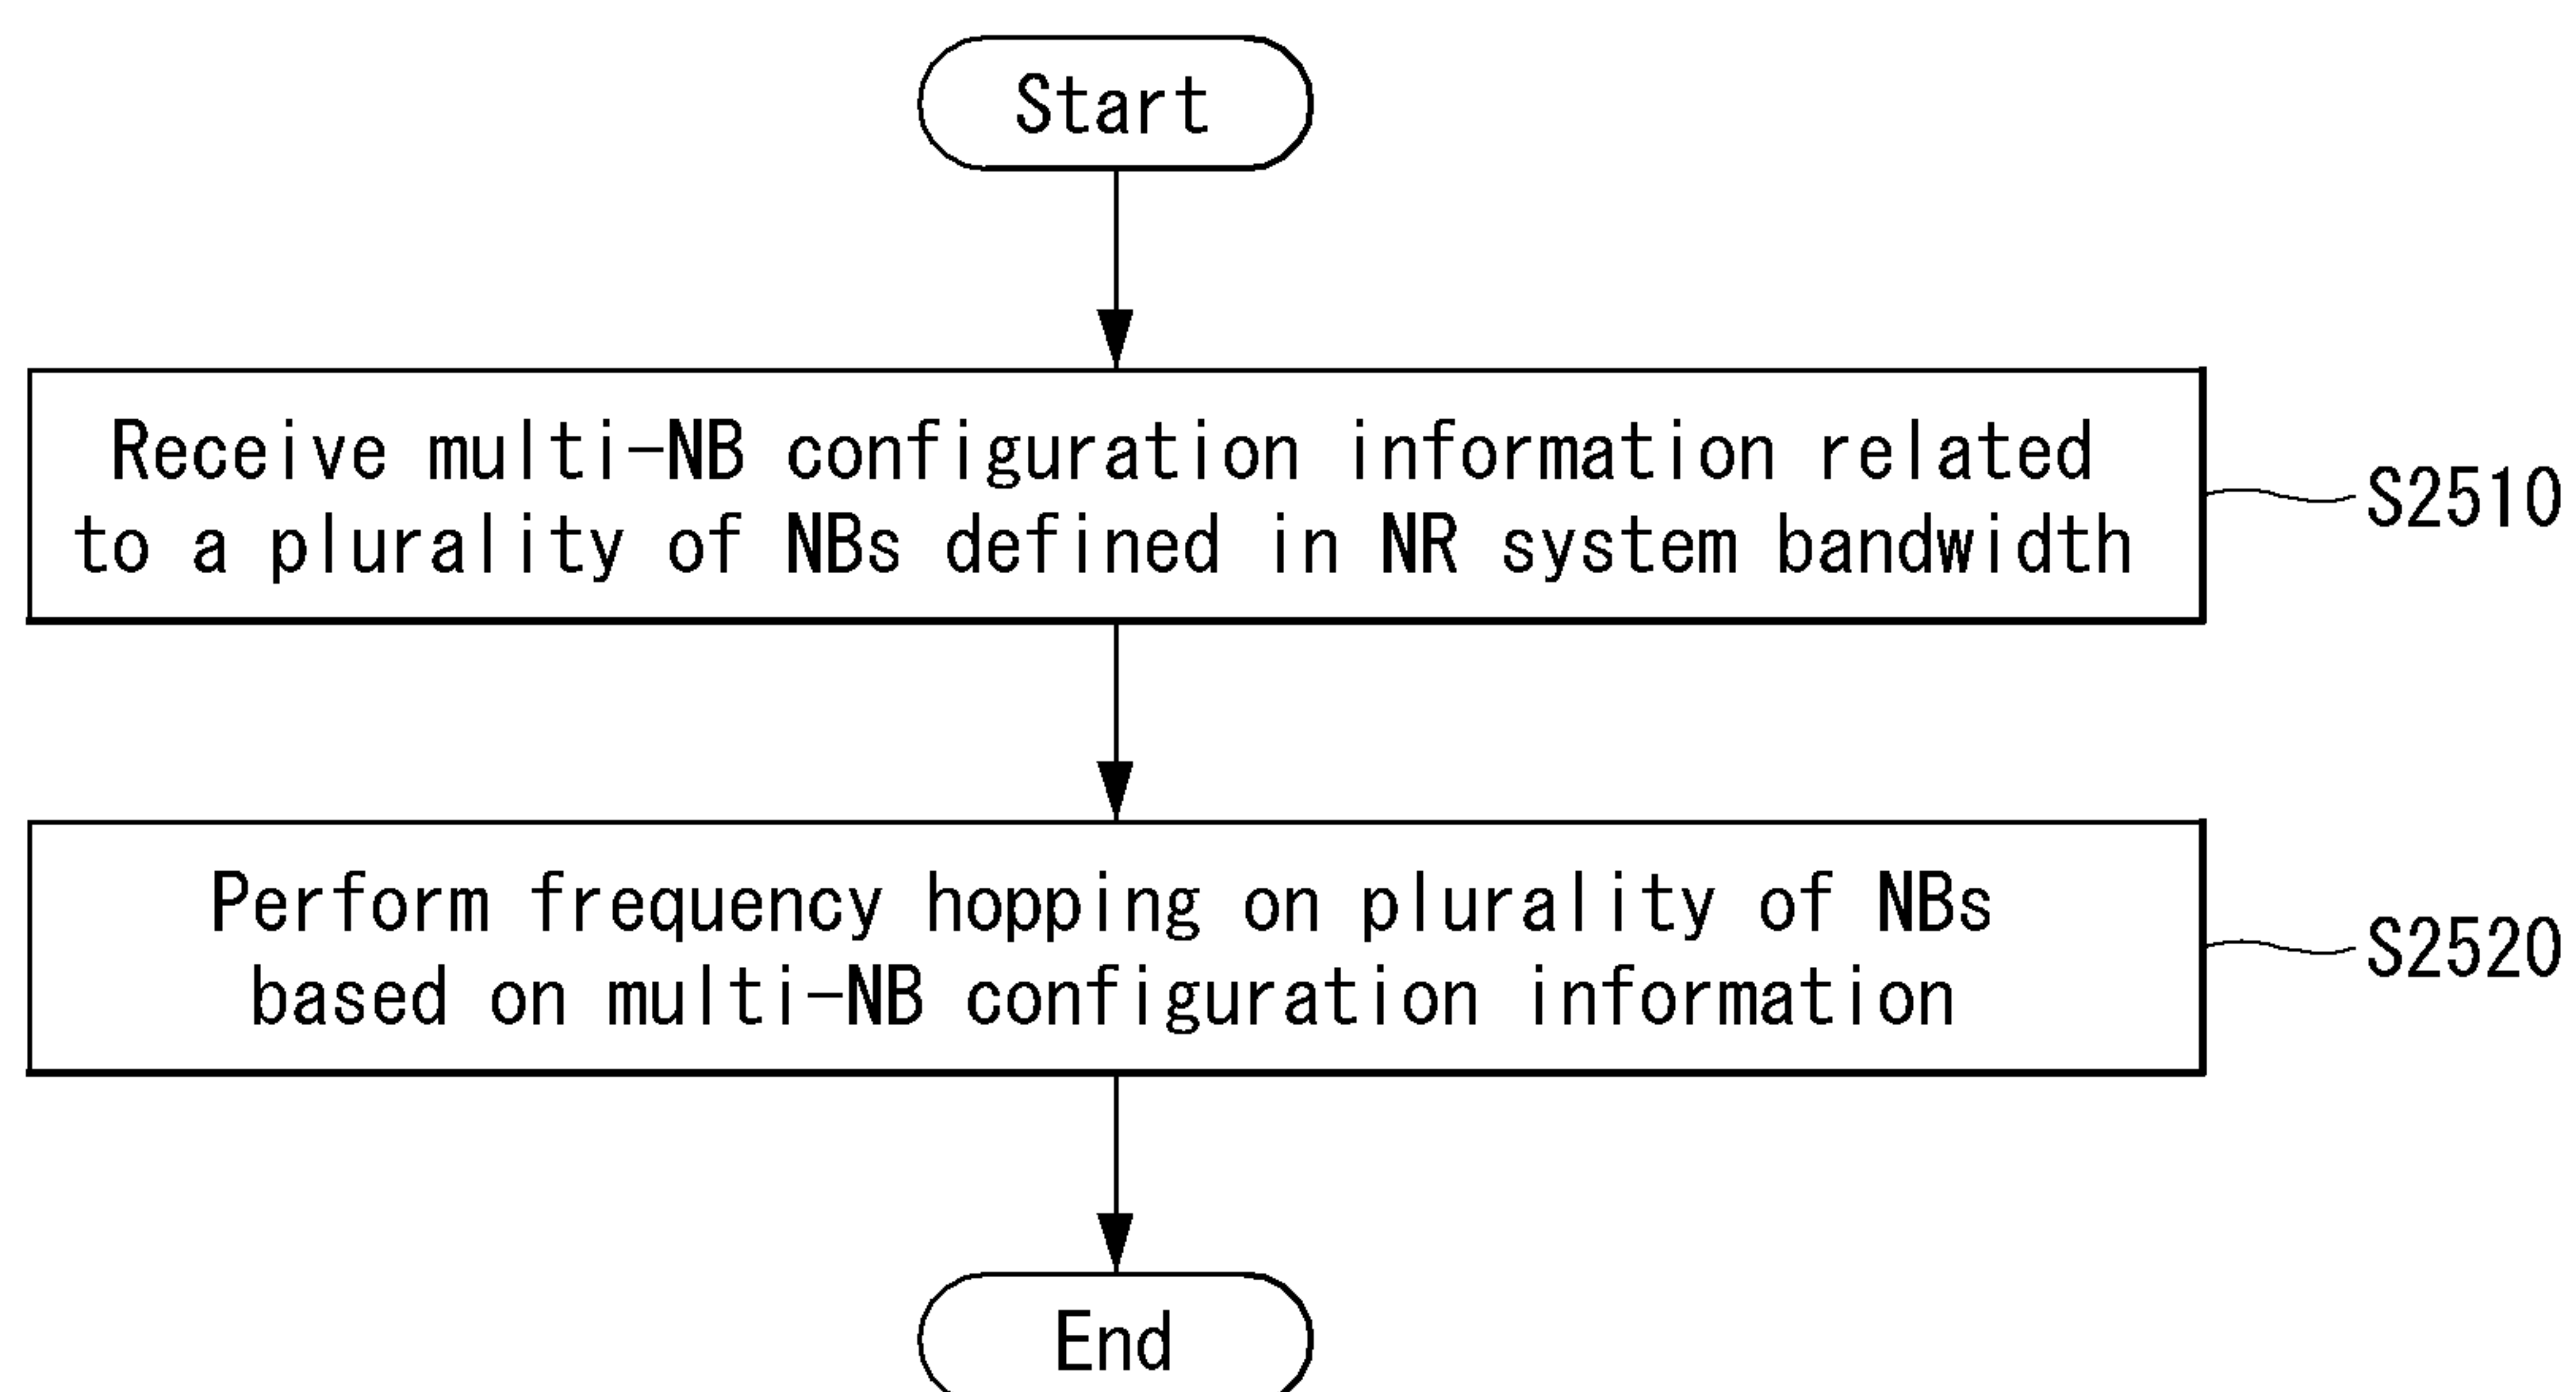 Start
Receive multi-NB configuration information related
to a plurality of NBs defined in NR system bandwidth
S2510
Perform frequency hopping on plurality of NBs
based on multi-NB configuration information
S2520
End